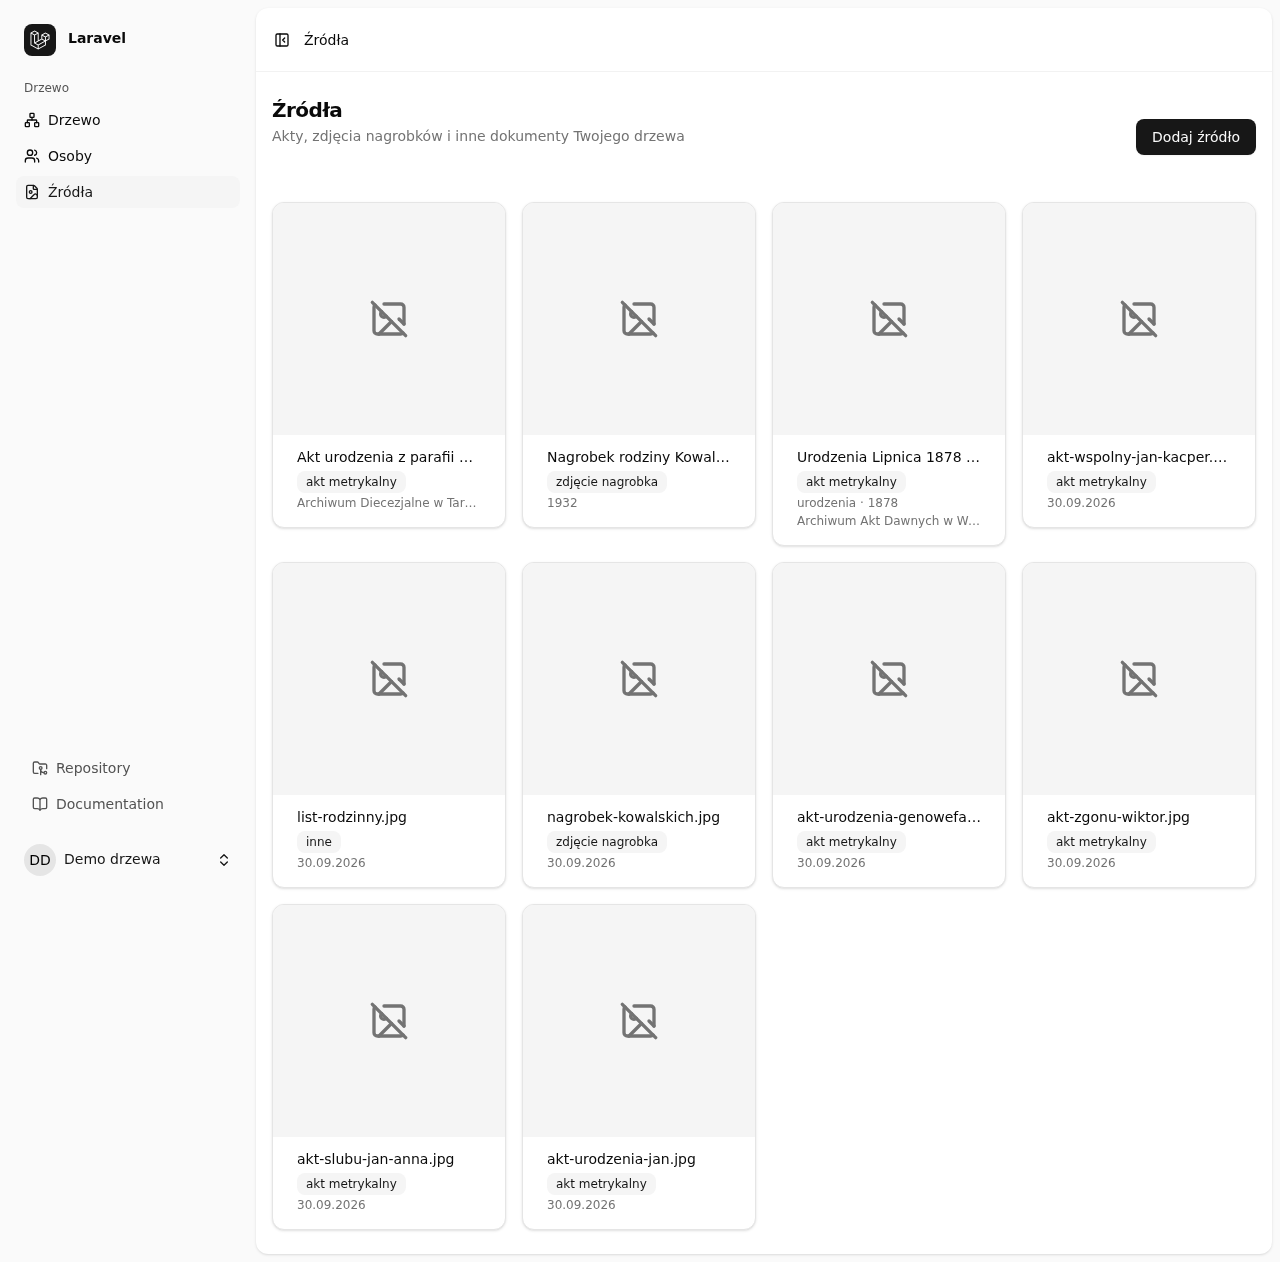 Laravel
Drzewo
Drzewo
Osoby
Źródła
Repository
Documentation
DD
Demo drzewa
Źródła
Źródła
Akty, zdjęcia nagrobków i inne dokumenty Twojego drzewa
Dodaj źródło
Akt urodzenia z parafii …
akt metrykalny
Archiwum Diecezjalne w Tar…
Nagrobek rodziny Kowal…
zdjęcie nagrobka
1932
Urodzenia Lipnica 1878 …
akt metrykalny
urodzenia · 1878
Archiwum Akt Dawnych w W…
akt-wspolny-jan-kacper.…
akt metrykalny
30.09.2026
list-rodzinny.jpg
inne
30.09.2026
nagrobek-kowalskich.jpg
zdjęcie nagrobka
30.09.2026
akt-urodzenia-genowefa…
akt metrykalny
30.09.2026
akt-zgonu-wiktor.jpg
akt metrykalny
30.09.2026
akt-slubu-jan-anna.jpg
akt metrykalny
30.09.2026
akt-urodzenia-jan.jpg
akt metrykalny
30.09.2026